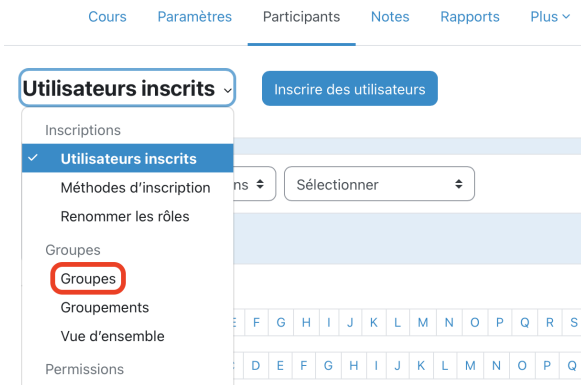 Cours Paramètres Participants Notes Rapports Plus
Utilisateurs inscrits Inscrire des utilisateurs
Inscriptions
Utilisateurs inscrits
Méthodes d'inscription ns Sélectionner
Renommer les rôles
Groupes
Groupes
Groupements
F G H I J K L M N O P Q R S
Vue d'ensemble
D E F G H I J K L M N O P Q
Permissions